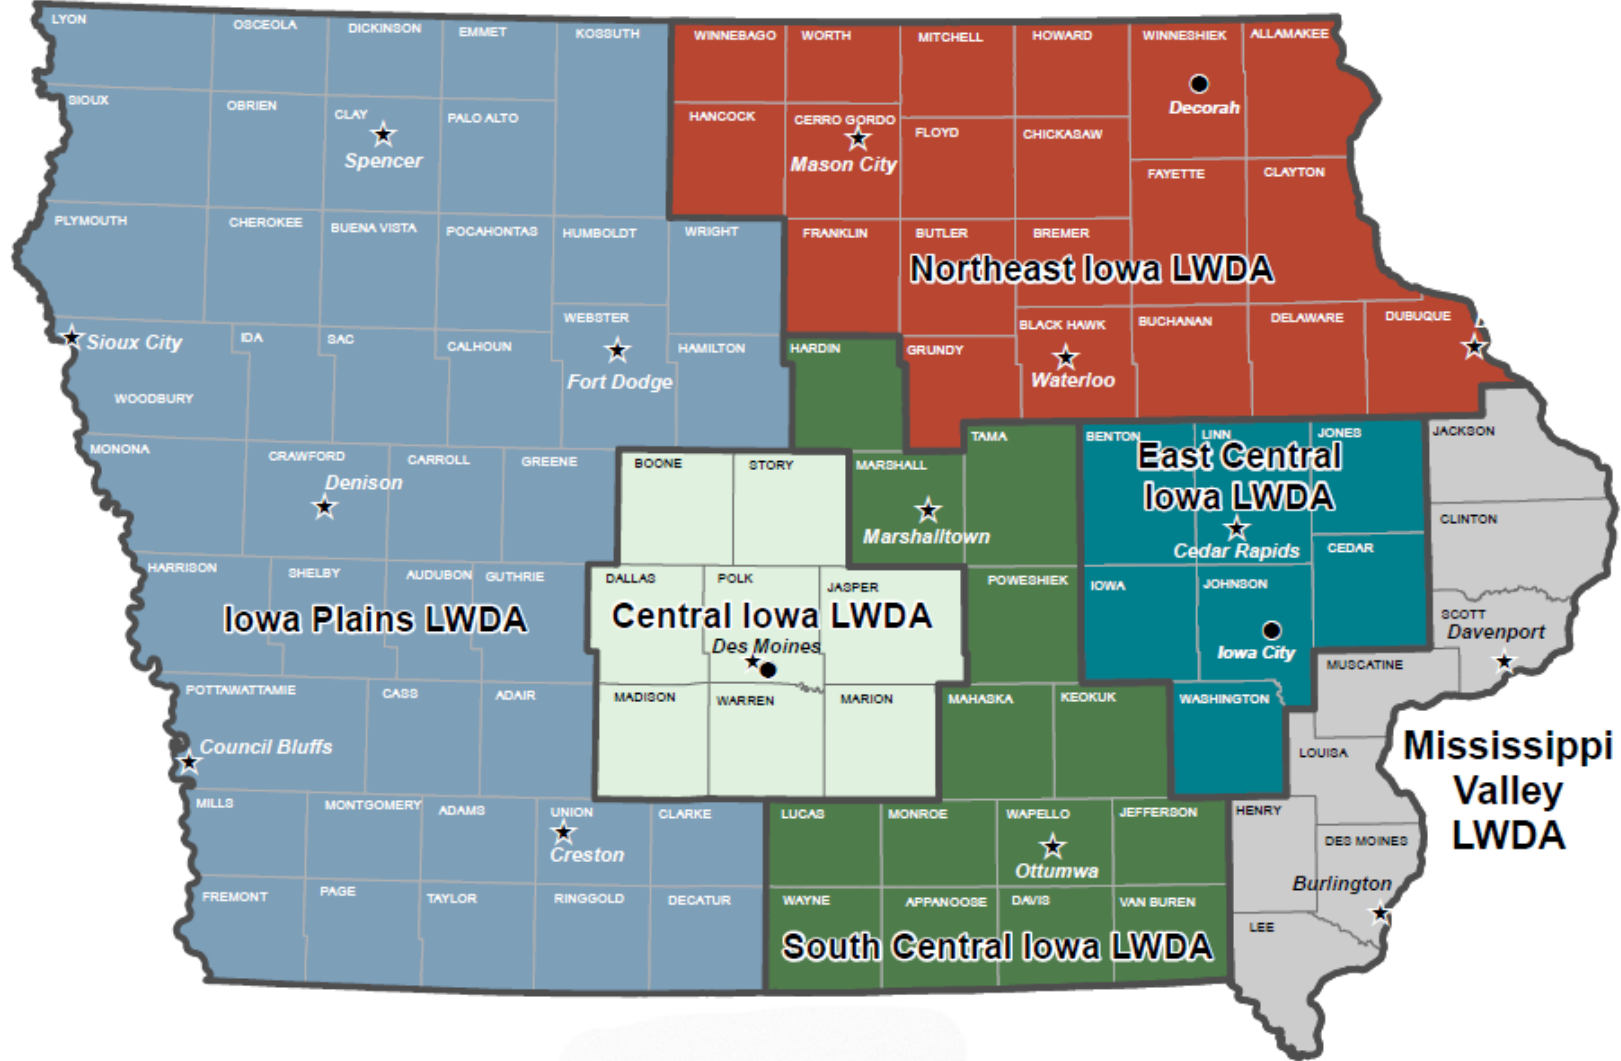 LYON
OSCEOLA
DICKINSON
EMMET
KOSSUTH
WINNEBAGO
WORTH
MITCHELL
HOWARD
WINNESHIEK
ALLAMAKEE
SIOUX
OBRIEN
CLAY
PALO ALTO
HANCOCK
CERRO GORDO
FLOYD
CHICKASAW
Decorah
Spencer
Mason City
FAYETTE
CLAYTON
PLYMOUTH
CHEROKEE
BUENA VISTA
POCAHONTAS
HUMBOLDT
WRIGHT
FRANKLIN
BUTLER
BREMER
Northeast Iowa LWDA
WEBSTER
BLACK HAWK
BUCHANAN
DELAWARE
DUBUQUE
Sioux City
IDA
SAC
CALHOUN
HAMILTON
HARDIN
GRUNDY
Fort Dodge
Waterloo
WOODBURY
MONONA
CRAWFORD
CARROLL
GREENE
BOONE
STORY
MARSHALL
TAMA
BENTON
LINN
JONES
JACKSON
East Central
Iowa LWDA
Denison
Marshalltown
Cedar Rapids
CLINTON
CEDAR
HARRISON
SHELBY
AUDUBON
GUTHRIE
DALLAS
POLK
JASPER
POWESHIEK
IOWA
JOHNSON
SCOTT
Iowa Plains LWDA
Central Iowa LWDA
Des Moines
Iowa City
Davenport
MUSCATINE
POTTAWATTAMIE
CASS
ADAIR
MADISON
WARREN
MARION
MAHASKA
KEOKUK
WASHINGTON
Council Bluffs
LOUISA
Mississippi
Valley
LWDA
MILLS
MONTGOMERY
ADAMS
UNION
CLARKE
LUCAS
MONROE
WAPELLO
JEFFERSON
HENRY
DES MOINES
Creston
Ottumwa
Burlington
FREMONT
PAGE
TAYLOR
RINGGOLD
DECATUR
WAYNE
APPANOOSE
DAVIS
VAN BUREN
LEE
South Central Iowa LWDA